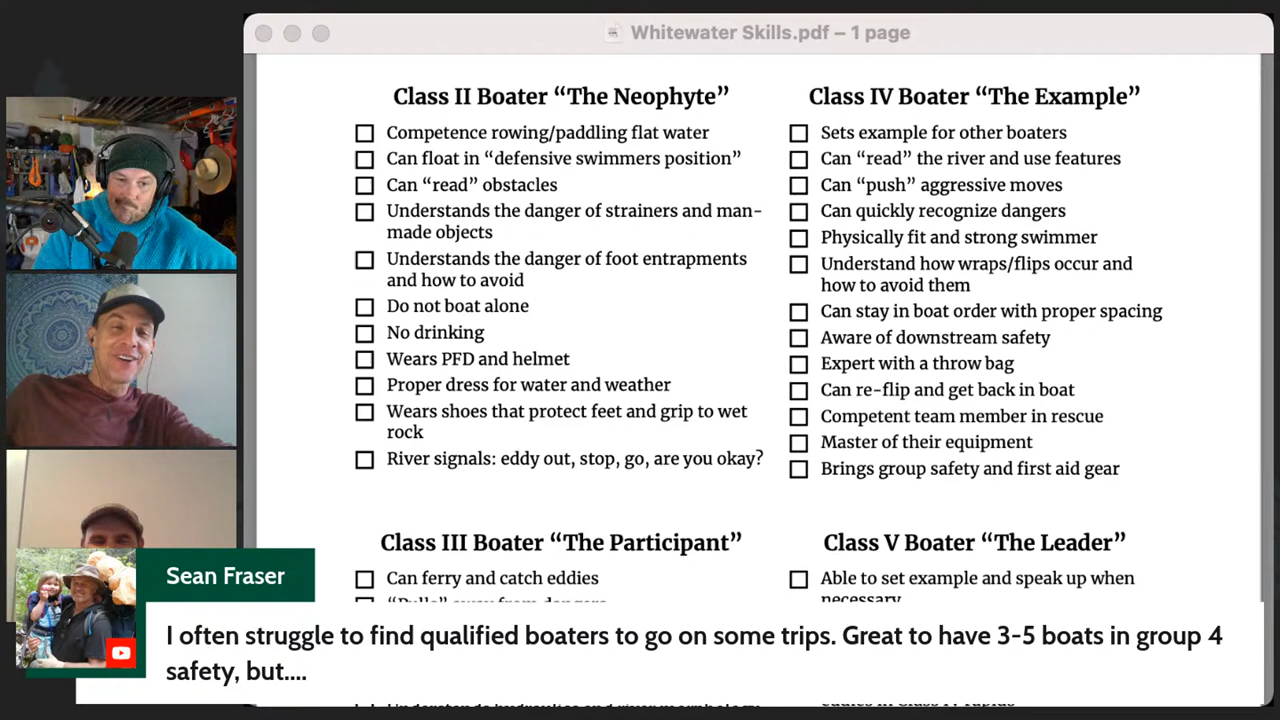 Whitewater Skills.pdf – 1 page
Class II Boater “The Neophyte”
Competence rowing/paddling flat water
Can float in “defensive swimmers position”
Can “read” obstacles
Understands the danger of strainers and man-
made objects
Understands the danger of foot entrapments
and how to avoid
Do not boat alone
No drinking
Wears PFD and helmet
Proper dress for water and weather
Wears shoes that protect feet and grip to wet
rock
River signals: eddy out, stop, go, are you okay?
Class III Boater “The Participant”
Can ferry and catch eddies
“Pulls” away from dangers
Class IV Boater “The Example”
Sets example for other boaters
Can “read” the river and use features
Can “push” aggressive moves
Can quickly recognize dangers
Physically fit and strong swimmer
Understand how wraps/flips occur and
how to avoid them
Can stay in boat order with proper spacing
Aware of downstream safety
Expert with a throw bag
Can re-flip and get back in boat
Competent team member in rescue
Master of their equipment
Brings group safety and first aid gear
Class V Boater “The Leader”
Able to set example and speak up when
necessary
Sean Fraser
I often struggle to find qualified boaters to go on some trips. Great to have 3-5 boats in group 4
safety, but....